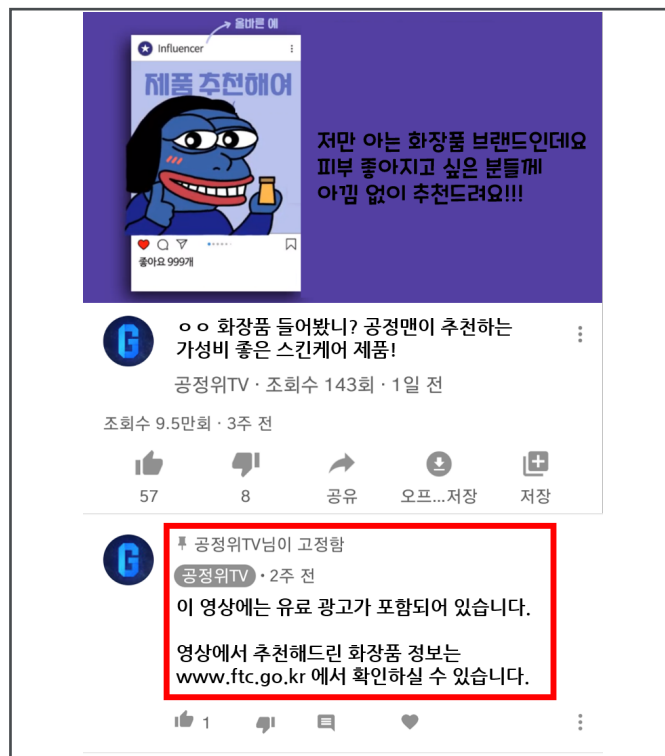 올바른 예
Influencer
제품 추천해여
저만 아는 화장품 브랜드인데요
피부 좋아지고 싶은 분들께
아낌 없이 추천드려요!!!
좋아요 999개
G
ㅇㅇ 화장품 들어봤니? 공정맨이 추천하는
가성비 좋은 스킨케어 제품!
공정위TV · 조회수 143회 · 1일 전
조회수 9.5만회 · 3주 전
57
8
공유
오프...저장
저장
G
공정위TV님이 고정함
공정위TV · 2주 전
이 영상에는 유료 광고가 포함되어 있습니다.
영상에서 추천해드린 화장품 정보는
www.ftc.go.kr 에서 확인하실 수 있습니다.
1